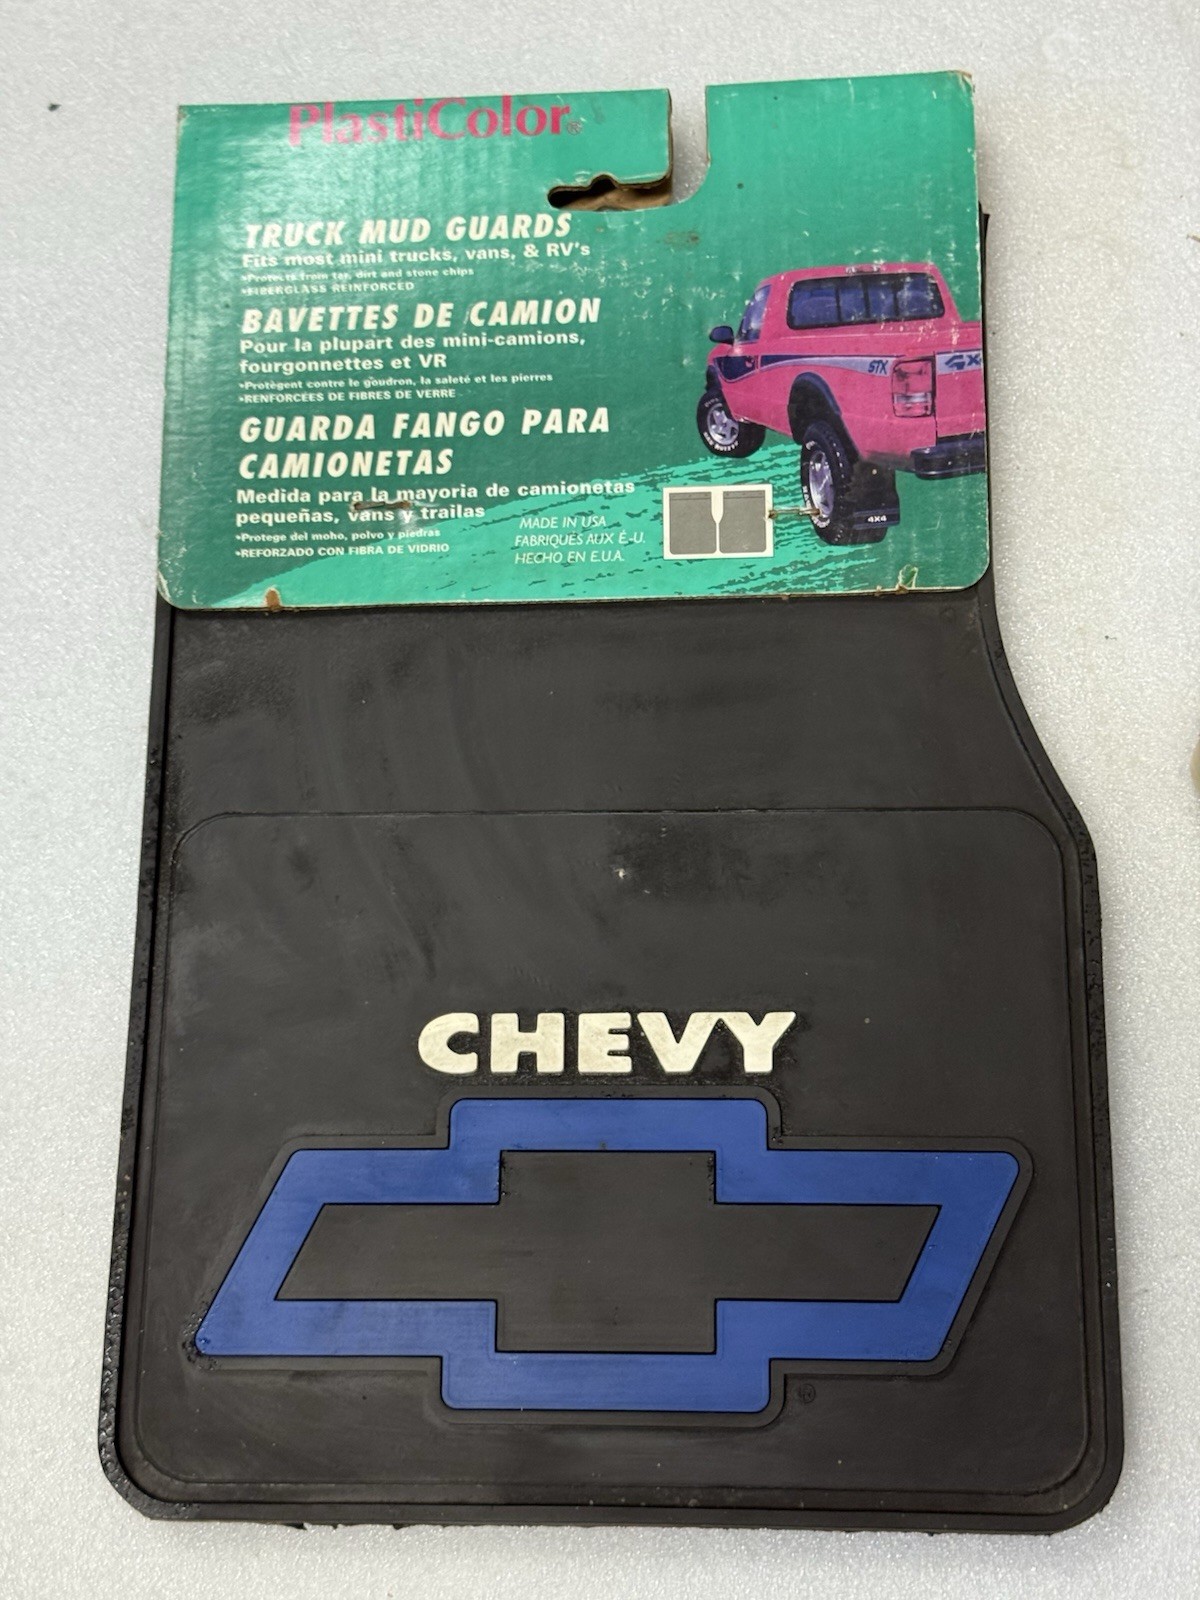 PlastiColor®
TRUCK MUD GUARDS
Fits most mini trucks, vans, & RV's
•Protects from tar, dirt and stone chips
•FIBERGLASS REINFORCED
BAVETTES DE CAMION
Pour la plupart des mini-camions,
fourgonnettes et VR
•Protègent contre le goudron, la saleté et les pierres
•RENFORCÉES DE FIBRES DE VERRE
GUARDA FANGO PARA
CAMIONETAS
Medida para la mayoria de camionetas
pequeñas, vans y trailas
•Protege del moho, polvo y piedras
•REFORZADO CON FIBRA DE VIDRIO
MADE IN USA
FABRIQUÉS AUX É.-U.
HECHO EN E.U.A.
STX
4X
4X4
CHEVY
®